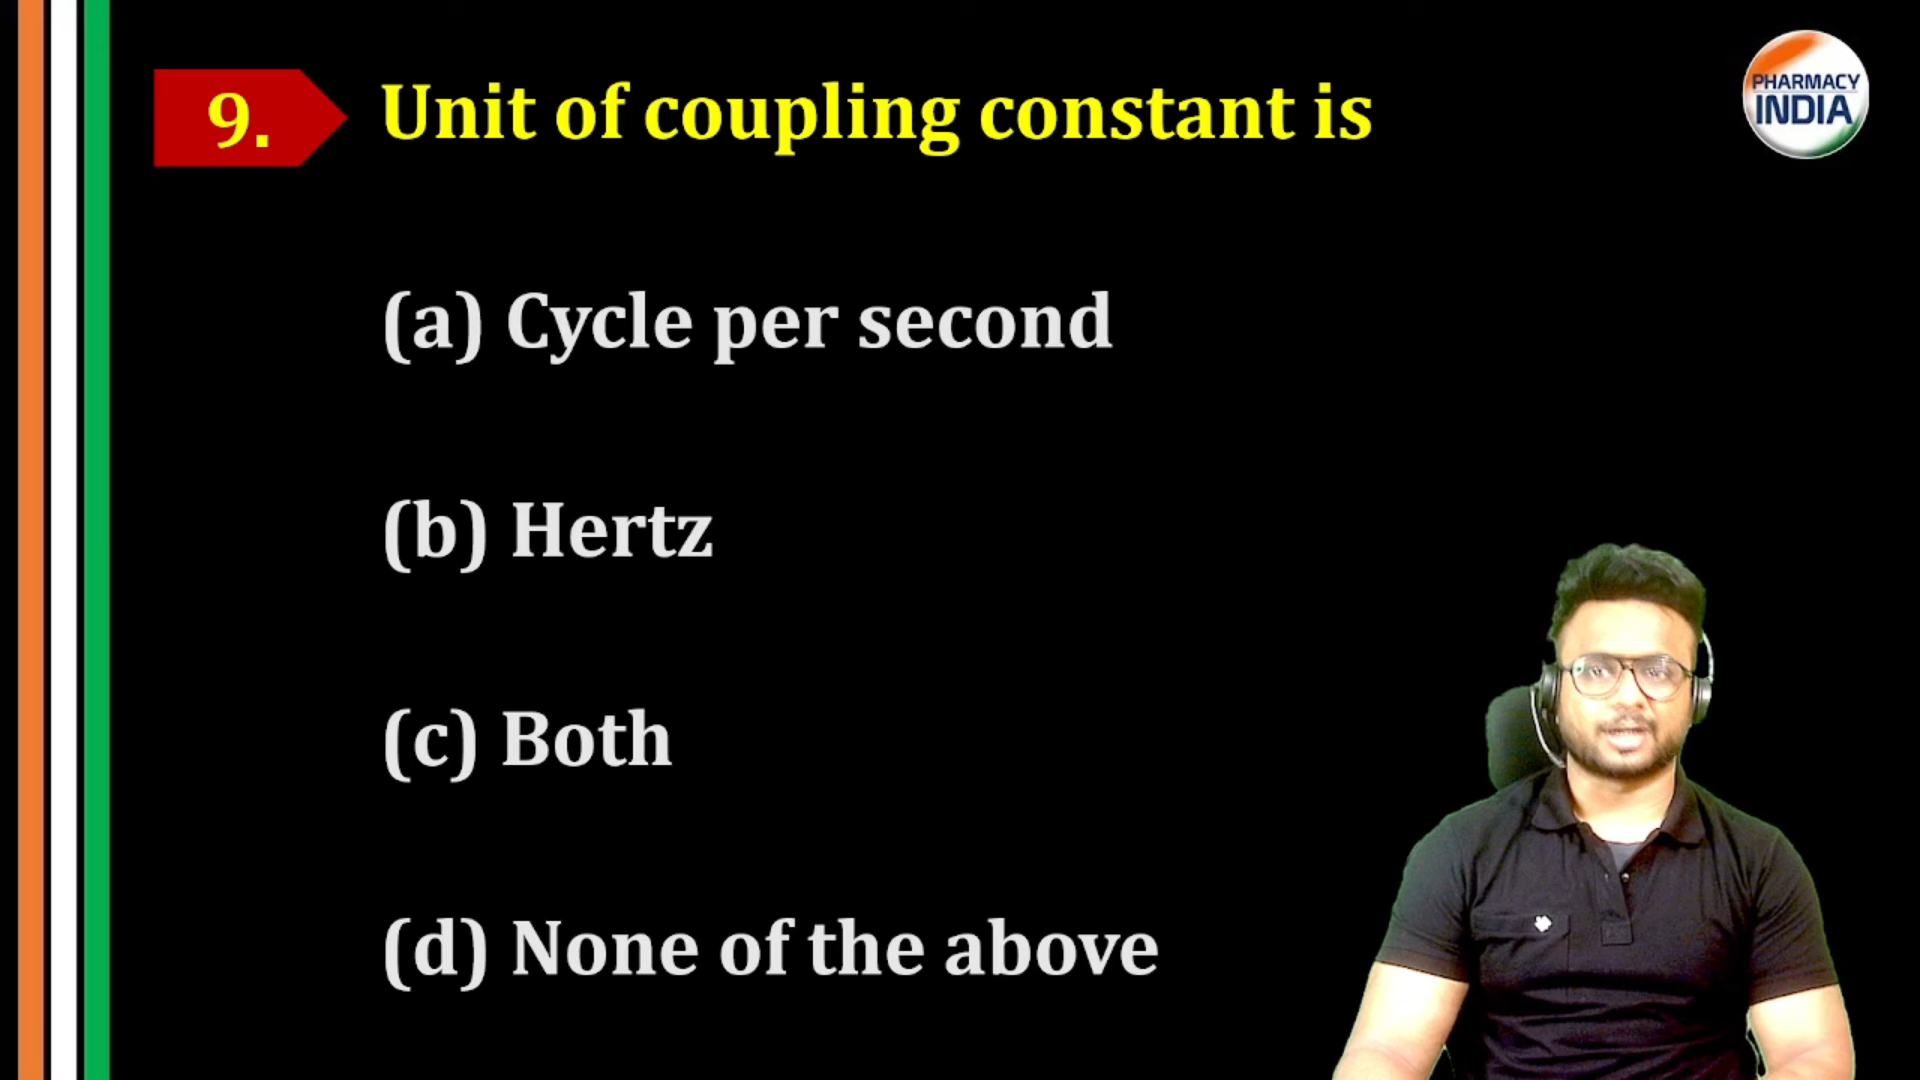 9. Unit of coupling constant is
PHARMACY
INDIA
(a) Cycle per second
(b) Hertz
(c) Both
(d) None of the above